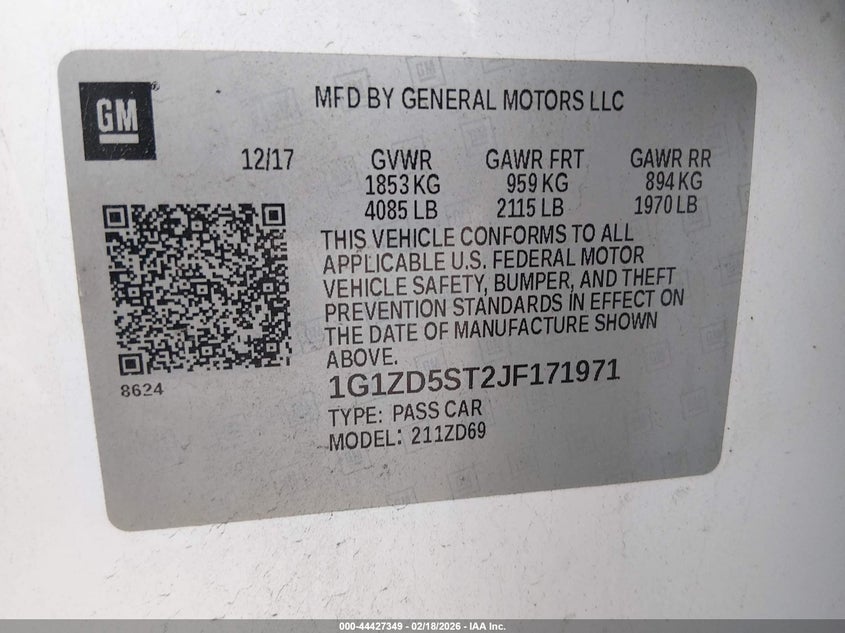 GM
MFD BY GENERAL MOTORS LLC
12/17 GVWR GAWR FRT GAWR RR
1853 KG 959 KG 894 KG
4085 LB 2115 LB 1970 LB
THIS VEHICLE CONFORMS TO ALL
APPLICABLE U.S. FEDERAL MOTOR
VEHICLE SAFETY, BUMPER, AND THEFT
PREVENTION STANDARDS IN EFFECT ON
THE DATE OF MANUFACTURE SHOWN
ABOVE.
8624
1G1ZD5ST2JF171971
TYPE: PASS CAR
MODEL: 211ZD69
000-44427349 - 02/18/2026 - IAA Inc.